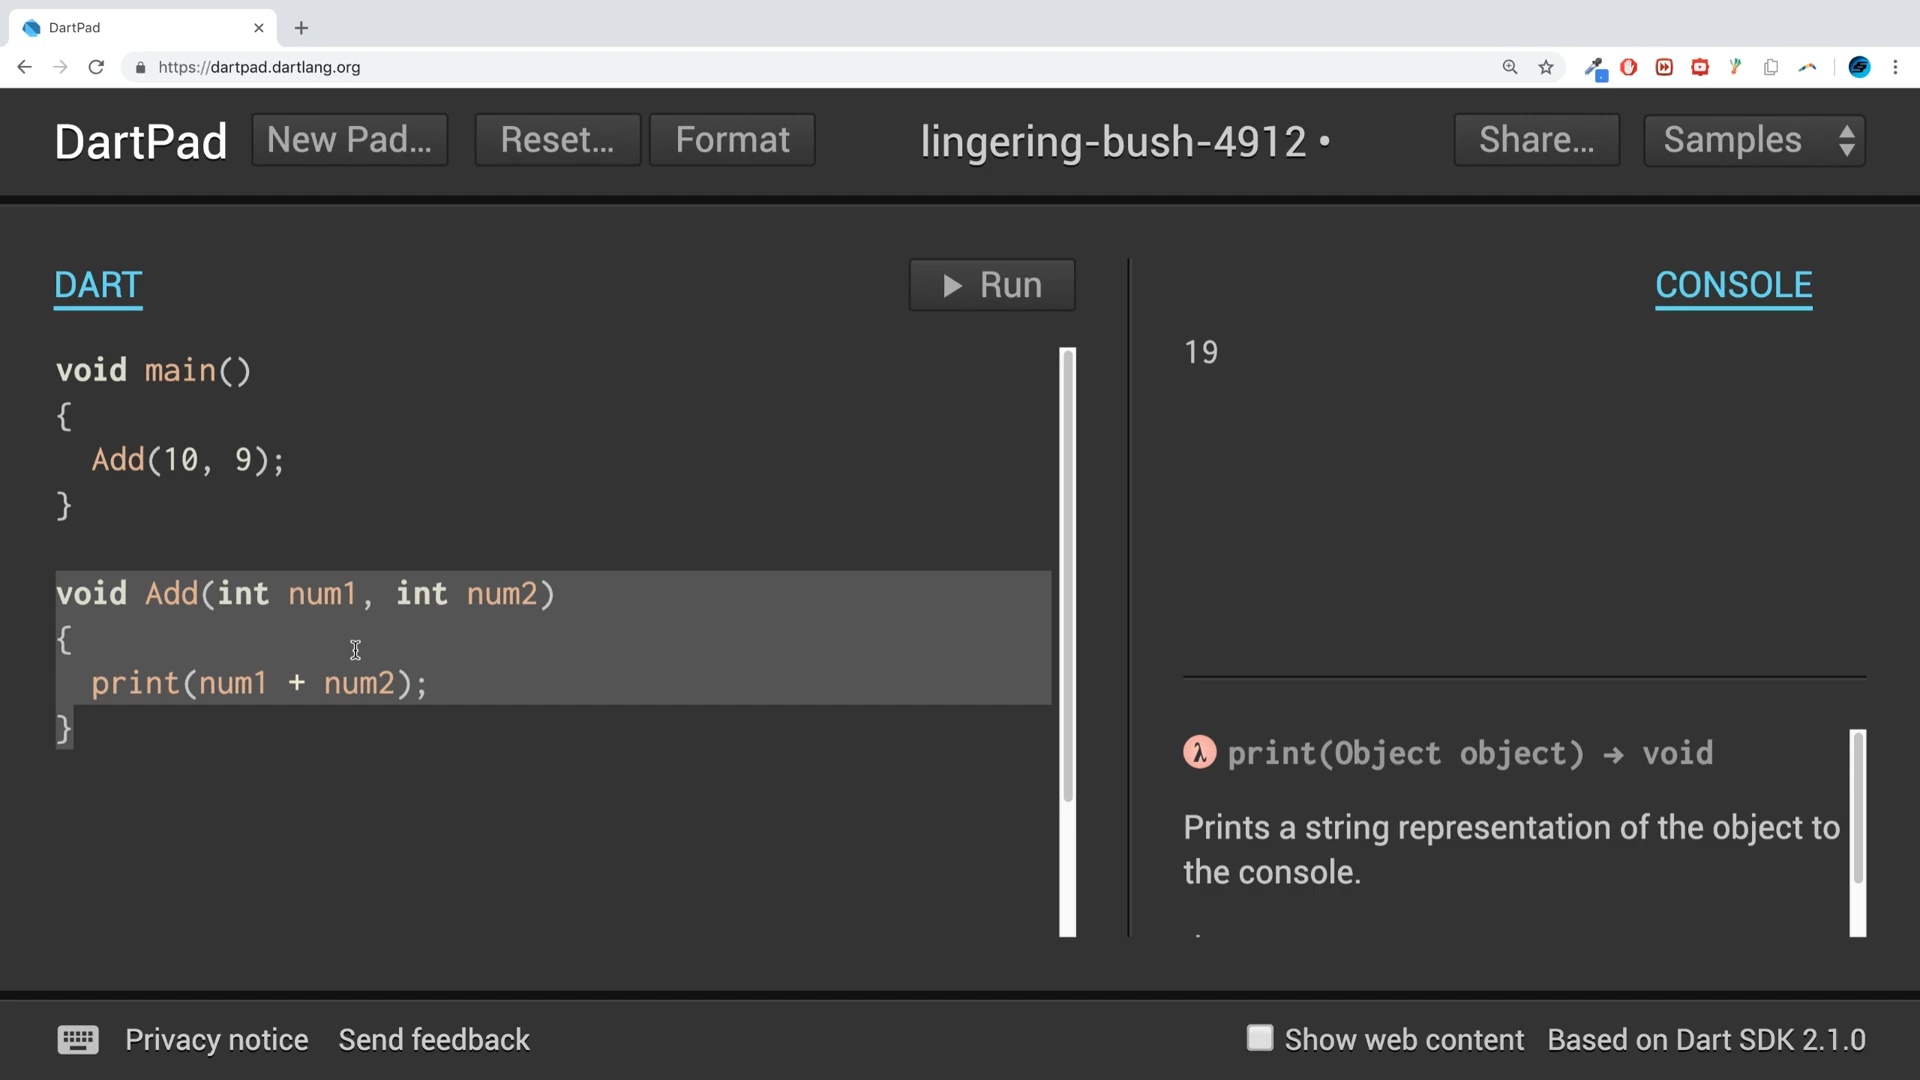 DartPad
https://dartpad.dartlang.org
DartPad New Pad... Reset... Format lingering-bush-4912 • Share... Samples
DART Run CONSOLE
void main()
{
  Add(10, 9);
}
void Add(int num1, int num2)
{
  print(num1 + num2);
}
19
λ print(Object object) → void
Prints a string representation of the object to
the console.
Privacy notice Send feedback Show web content Based on Dart SDK 2.1.0